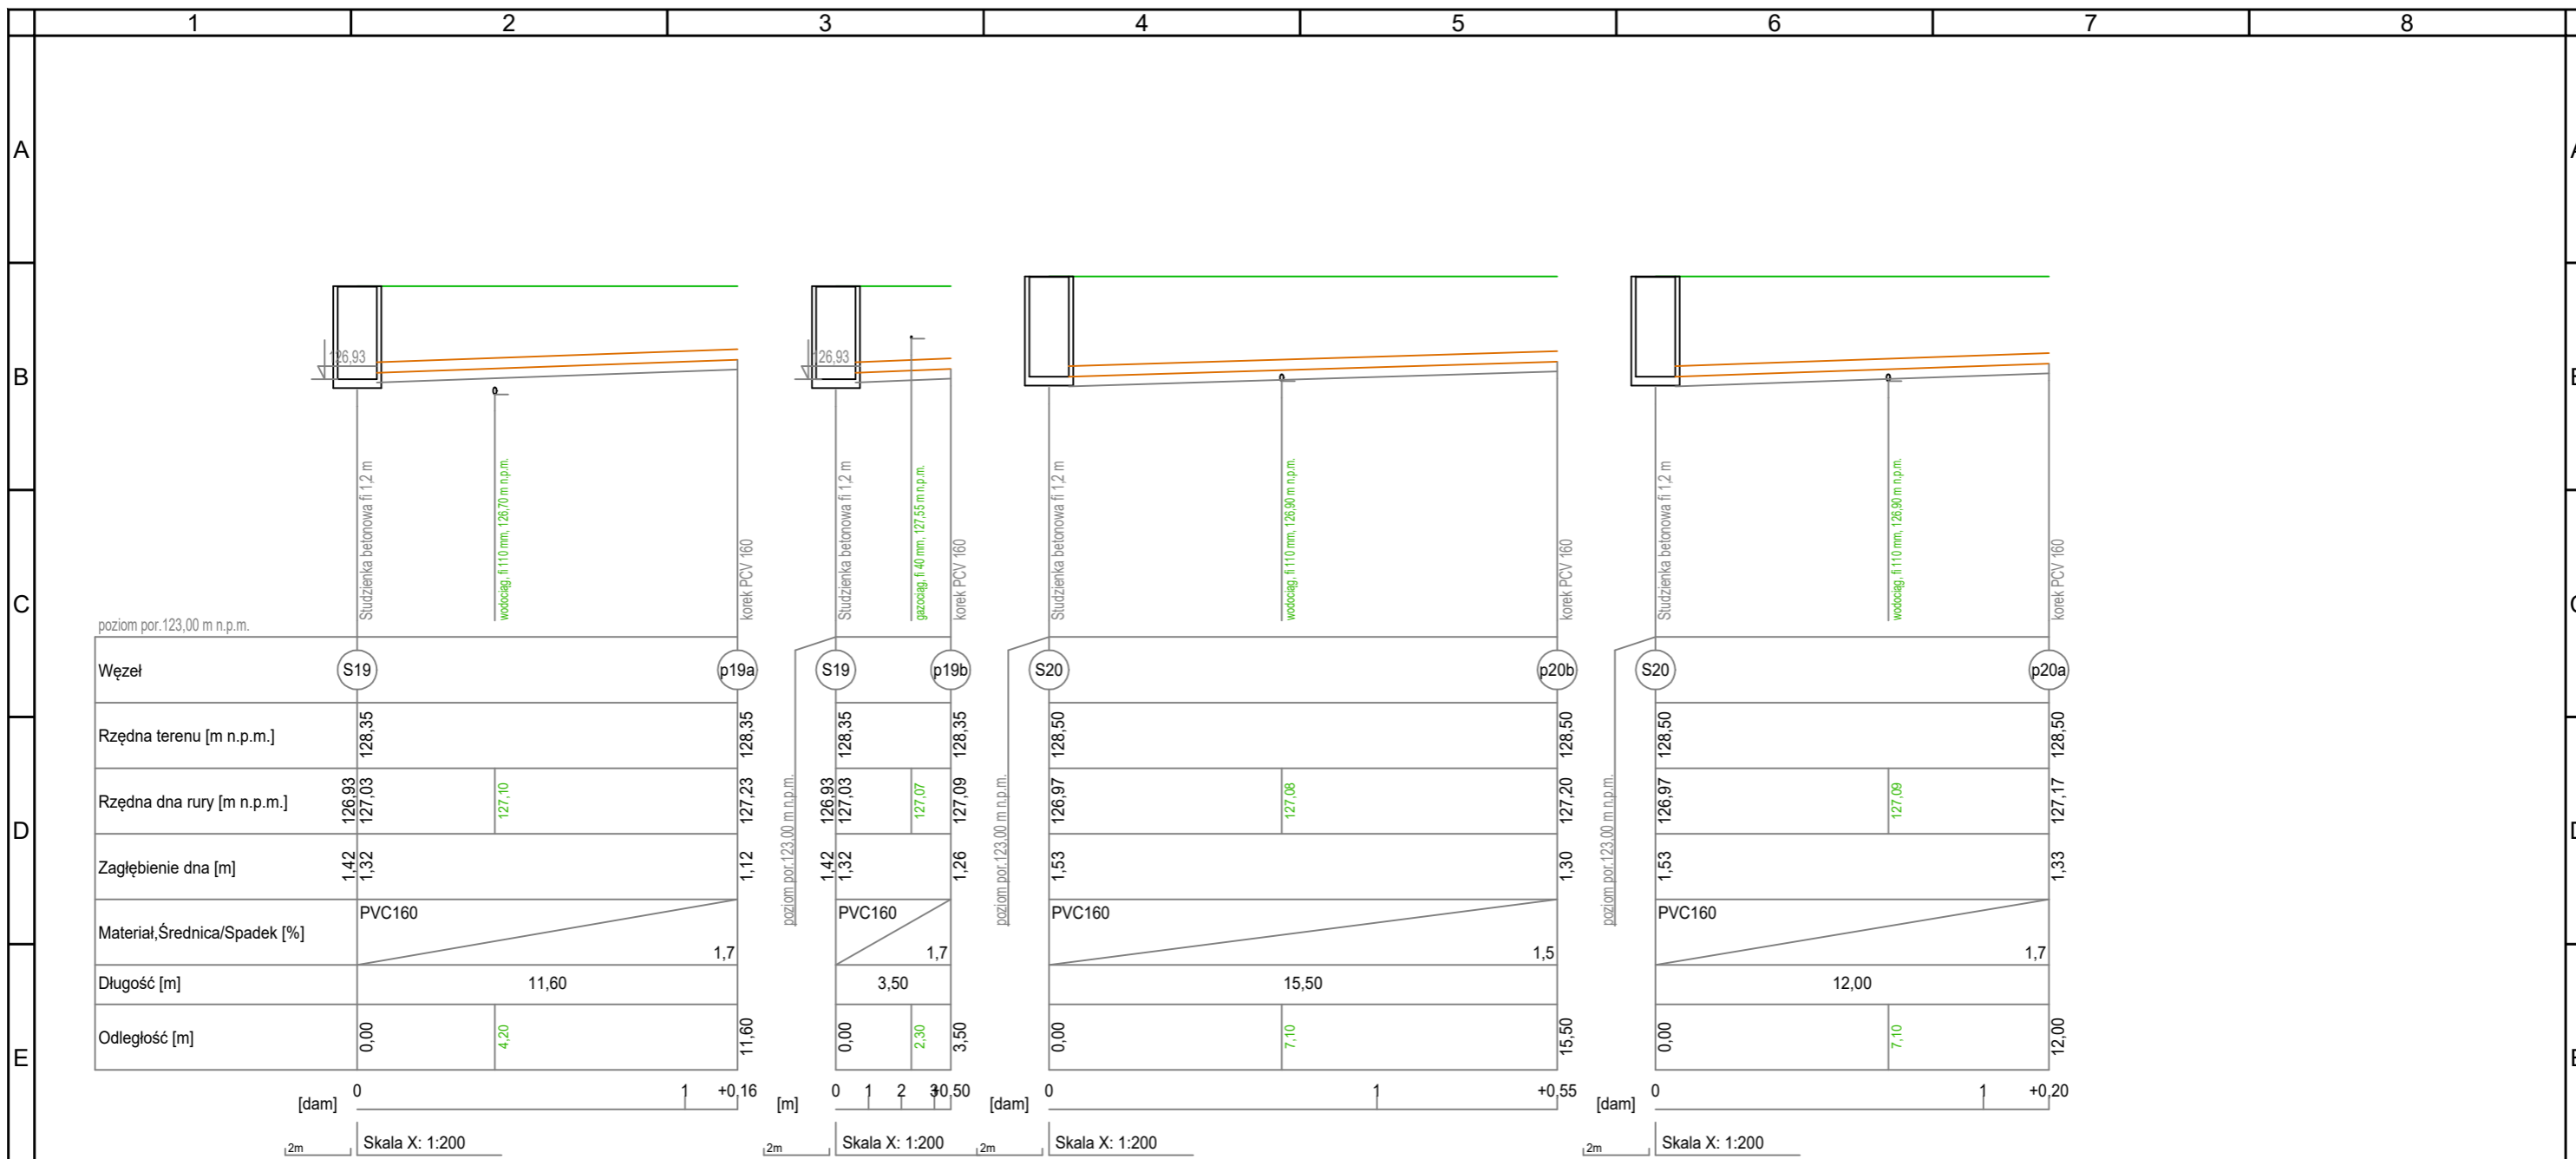 1 2 3 4 5 6 7 8
A
B
C
D
E
126,93
126,93
Studzienka betonowa fi 1,2 m
wodociąg, fi 110 mm, 126,70 m n.p.m.
korek PCV 160
Studzienka betonowa fi 1,2 m
gazociąg, fi 40 mm, 127,55 m n.p.m.
korek PCV 160
Studzienka betonowa fi 1,2 m
wodociąg, fi 110 mm, 126,90 m n.p.m.
korek PCV 160
Studzienka betonowa fi 1,2 m
wodociąg, fi 110 mm, 126,90 m n.p.m.
korek PCV 160
poziom por.123,00 m n.p.m.
poziom por.123,00 m n.p.m.
poziom por.123,00 m n.p.m.
poziom por.123,00 m n.p.m.
Węzeł S19 p19a S19 p19b S20 p20b S20 p20a
Rzędna terenu [m n.p.m.] 128,35 128,35 128,35 128,35 128,50 128,50 128,50 128,50
Rzędna dna rury [m n.p.m.] 126,93 127,03 127,10 127,23 126,93 127,03 127,07 127,09 126,97 127,08 127,20 126,97 127,09 127,17
Zagłębienie dna [m] 1,42 1,32 1,12 1,42 1,32 1,26 1,53 1,30 1,53 1,33
Materiał,Średnica/Spadek [%] PVC160 1,7 PVC160 1,7 PVC160 1,5 PVC160 1,7
Długość [m] 11,60 3,50 15,50 12,00
Odległość [m] 0,00 4,20 11,60 0,00 2,30 3,50 0,00 7,10 15,50 0,00 7,10 12,00
[dam] 0 1 +0,16 [m] 0 1 2 3 +0,50 [dam] 0 1 +0,55 [dam] 0 1 +0,20
2m Skala X: 1:200 2m Skala X: 1:200 2m Skala X: 1:200 2m Skala X: 1:200